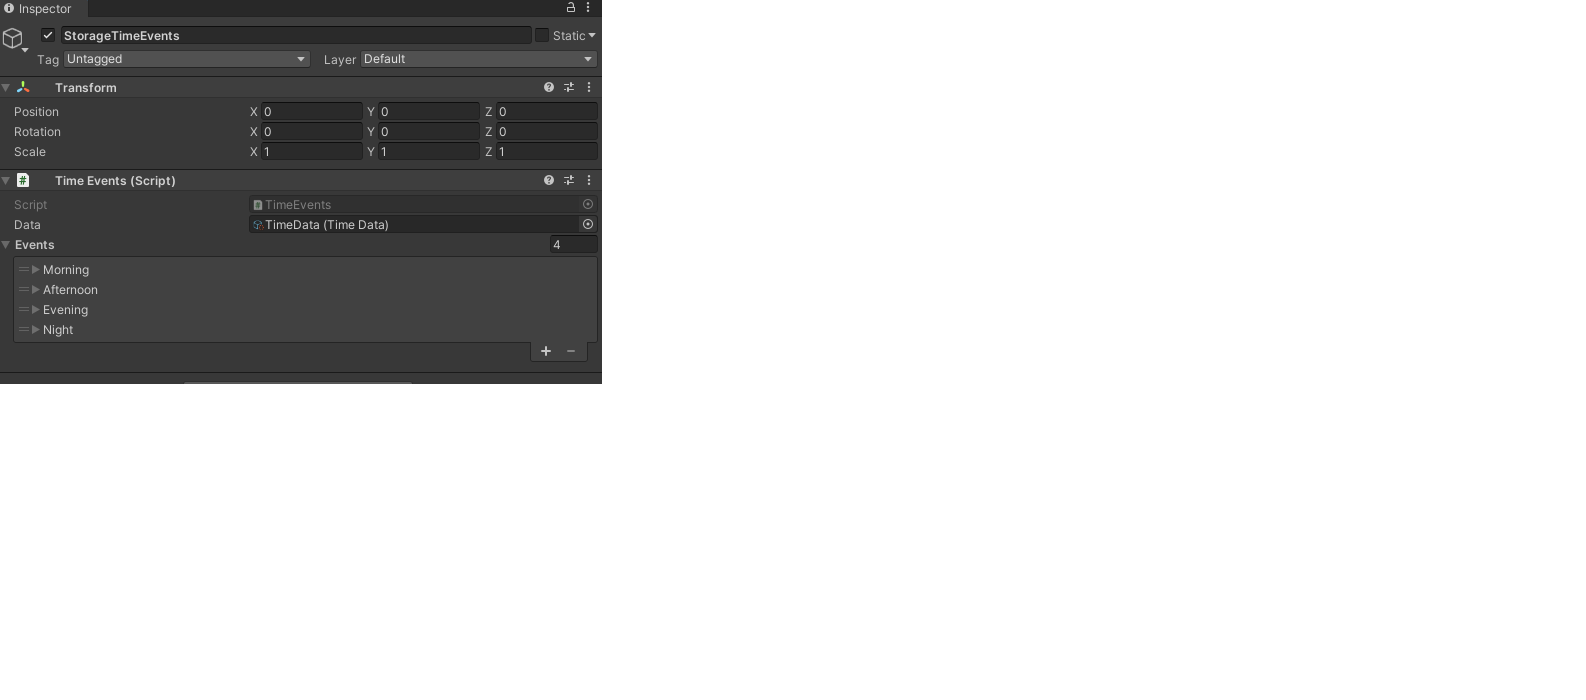 Inspector
StorageTimeEvents Static
Tag Untagged Layer Default
Transform
Position X 0 Y 0 Z 0
Rotation X 0 Y 0 Z 0
Scale X 1 Y 1 Z 1
# Time Events (Script)
Script TimeEvents
Data TimeData (Time Data)
Events 4
Morning
Afternoon
Evening
Night
+ −